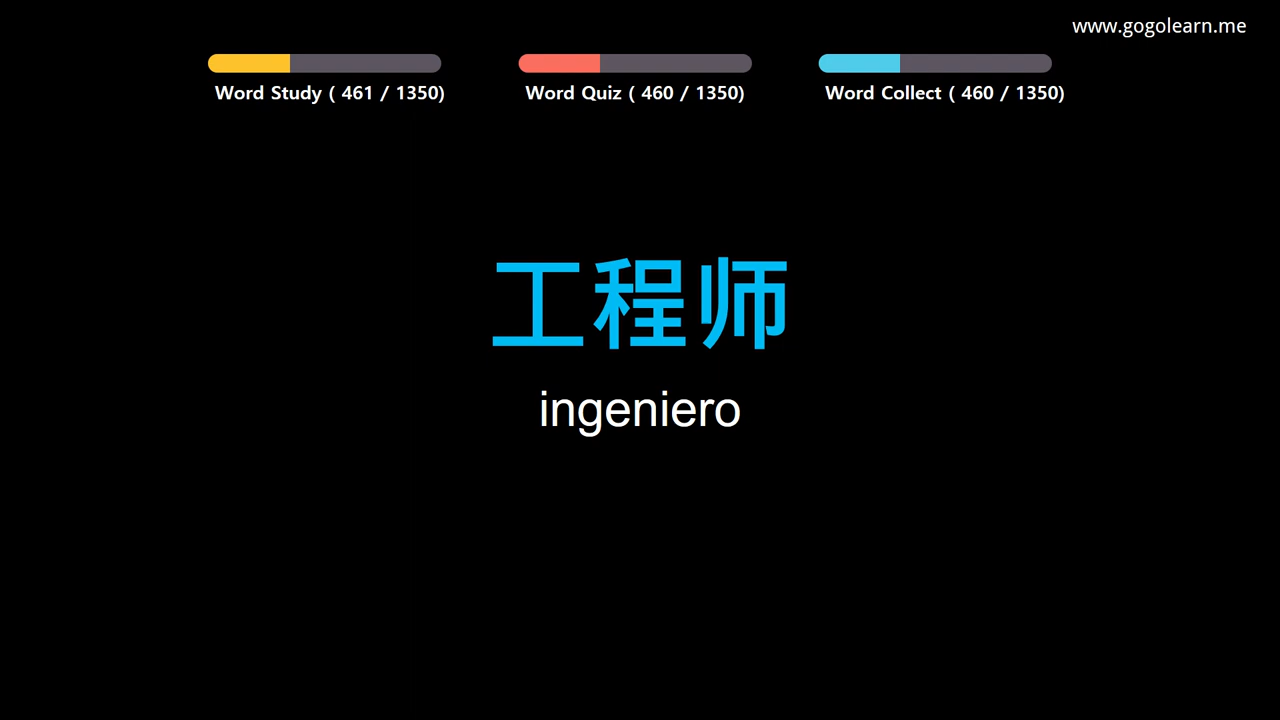 www.gogolearn.me
Word Study ( 461 / 1350)
Word Quiz ( 460 / 1350)
Word Collect ( 460 / 1350)
工程师
ingeniero